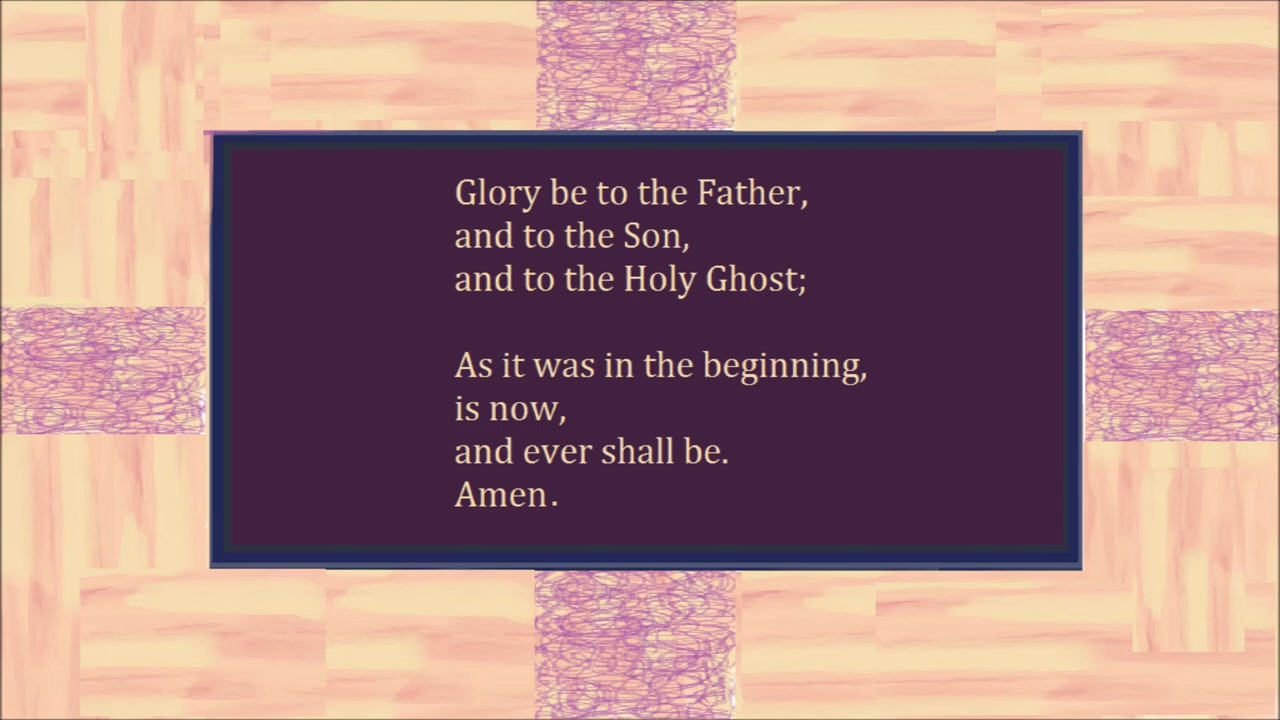 Glory be to the Father,
and to the Son,
and to the Holy Ghost;
As it was in the beginning,
is now,
and ever shall be.
Amen.